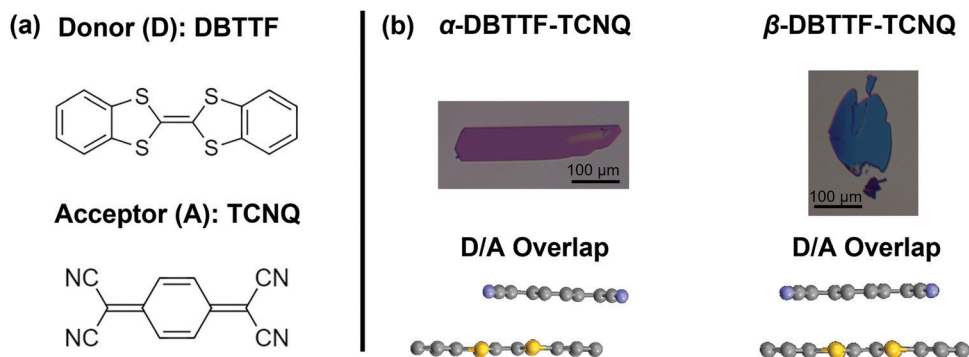 (a) Donor (D): DBTTF
S
S
S
S
Acceptor (A): TCNQ
NC
CN
NC
CN
(b) α-DBTTF-TCNQ
β-DBTTF-TCNQ
100 µm
100 µm
D/A Overlap
D/A Overlap